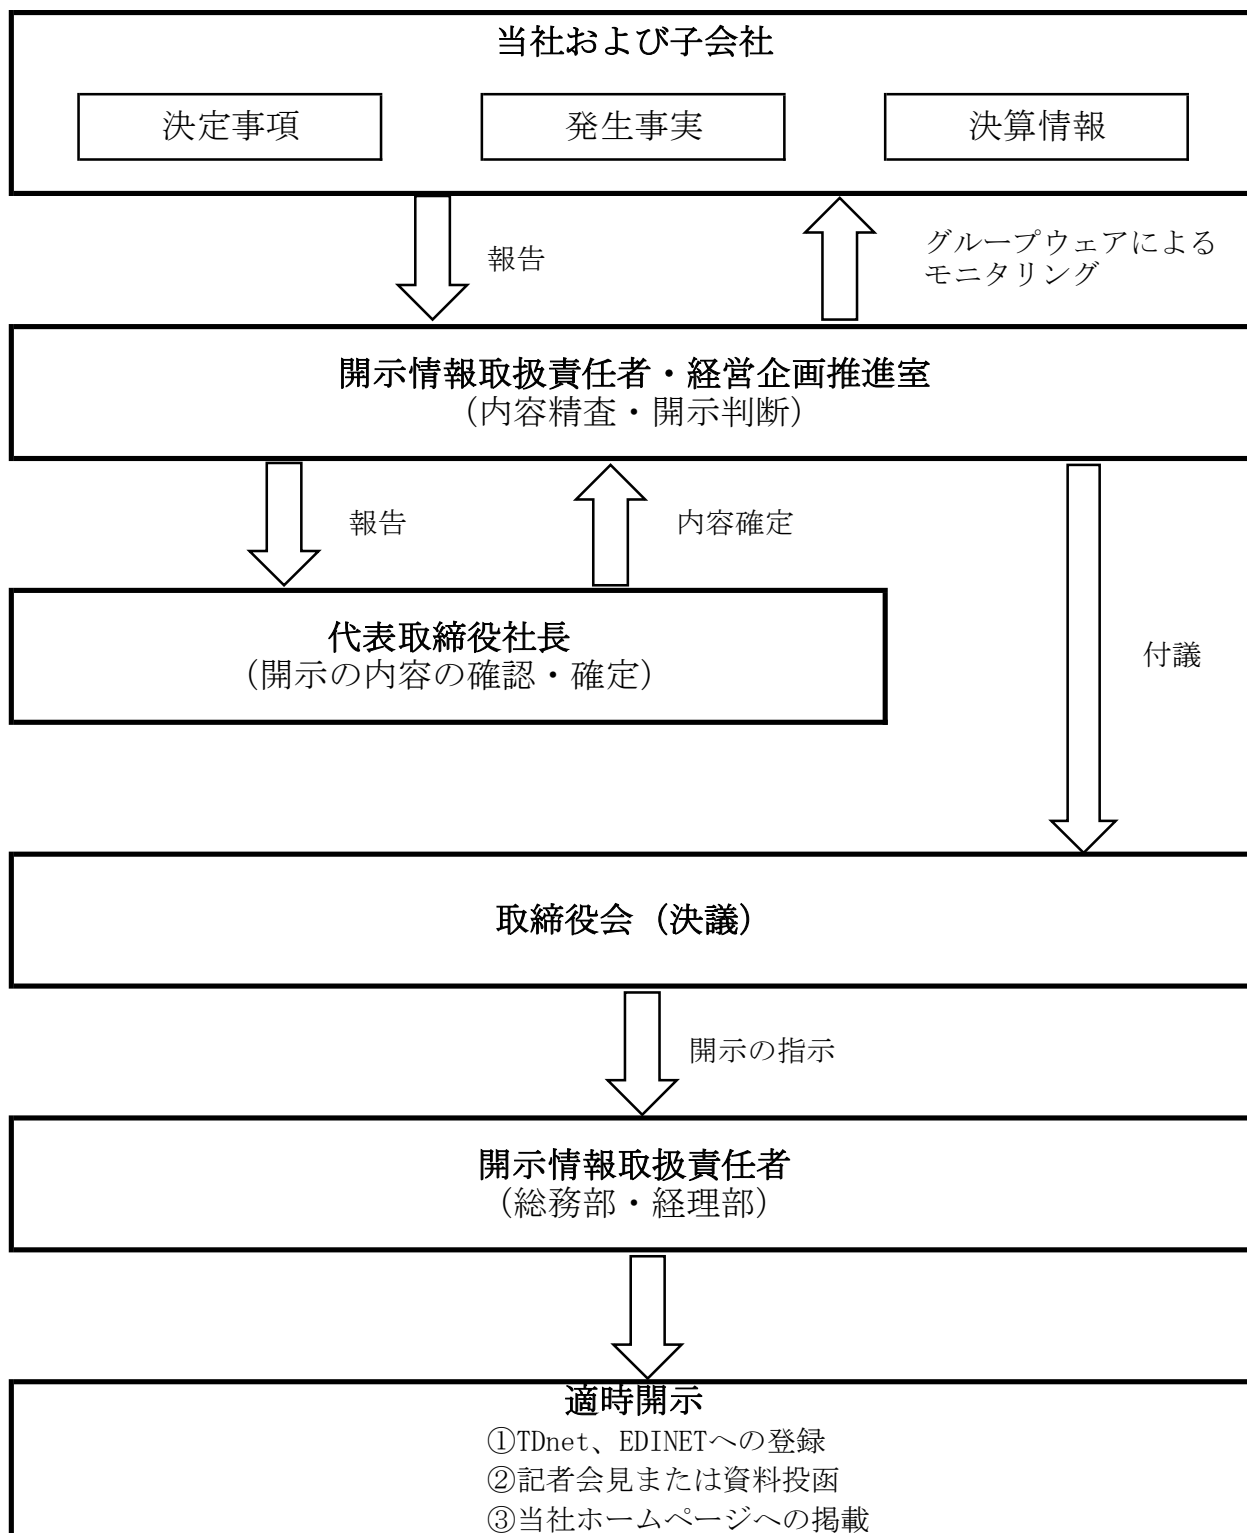 当社および子会社
決定事項
発生事実
決算情報
報告
グループウェアによる
モニタリング
開示情報取扱責任者・経営企画推進室
（内容精査・開示判断）
報告
内容確定
代表取締役社長
（開示の内容の確認・確定）
付議
取締役会（決議）
開示の指示
開示情報取扱責任者
（総務部・経理部）
適時開示
①TDnet、EDINETへの登録
②記者会見または資料投函
③当社ホームページへの掲載